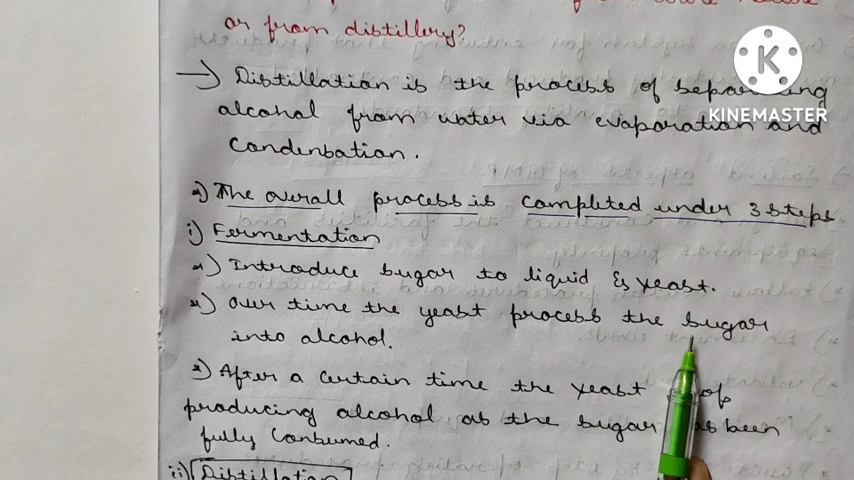 or from distillery?
→ Distillation is the process of separating
alcohol from water via evaporation and
Condensation.
*) The overall process is completed under 3 steps
i) Fermentation
*) Introduce sugar to liquid & yeast.
*) Over time the yeast process the sugar
into alcohol.
*) After a certain time the yeast stop
producing alcohol as the sugar has been
fully Consumed.
ii) Distillation
KINEMASTER